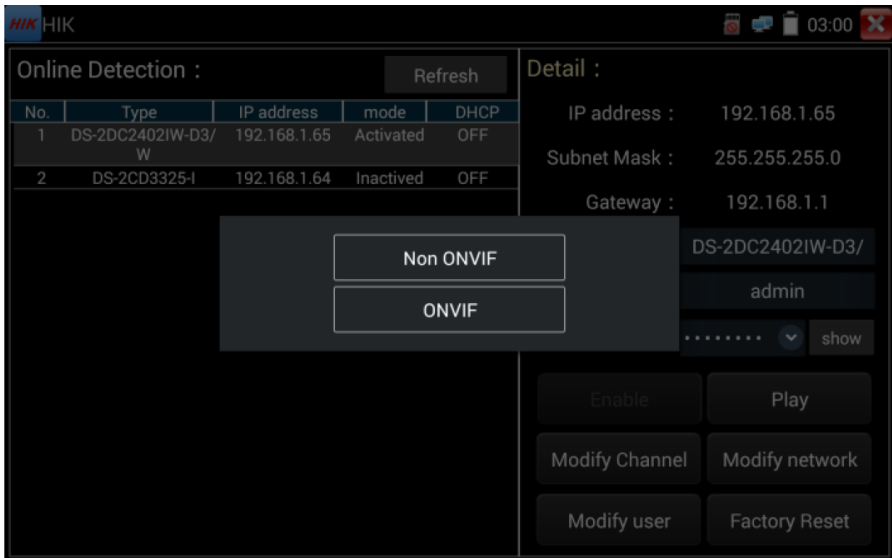 HIK HIK 03:00
Online Detection : Refresh
No. Type IP address mode DHCP
1 DS-2DC2402IW-D3/W 192.168.1.65 Activated OFF
2 DS-2CD3325-I 192.168.1.64 Inactived OFF
Detail :
IP address : 192.168.1.65
Subnet Mask : 255.255.255.0
Gateway : 192.168.1.1
DS-2DC2402IW-D3/
admin
•••••••• show
Non ONVIF
ONVIF
Enable Play
Modify Channel Modify network
Modify user Factory Reset